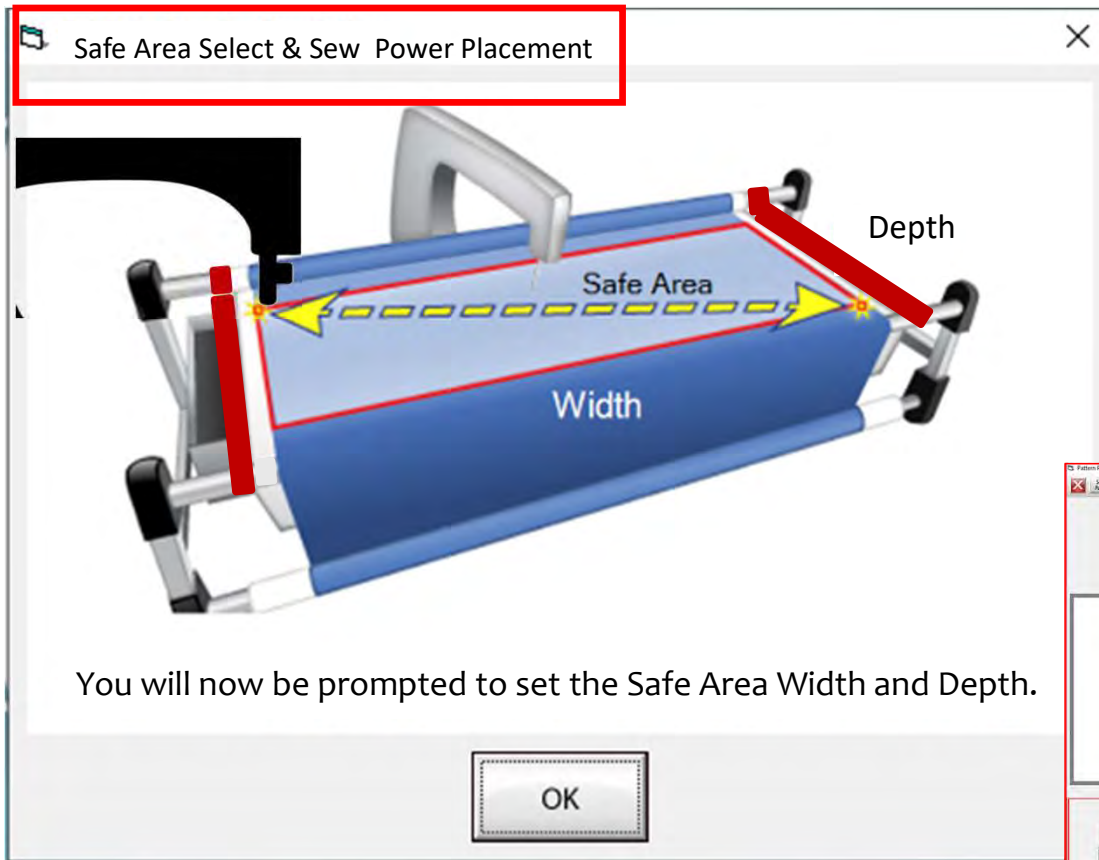 Safe Area Select & Sew  Power Placement
Depth
Safe Area
Width
You will now be prompted to set the Safe Area Width and Depth.
OK